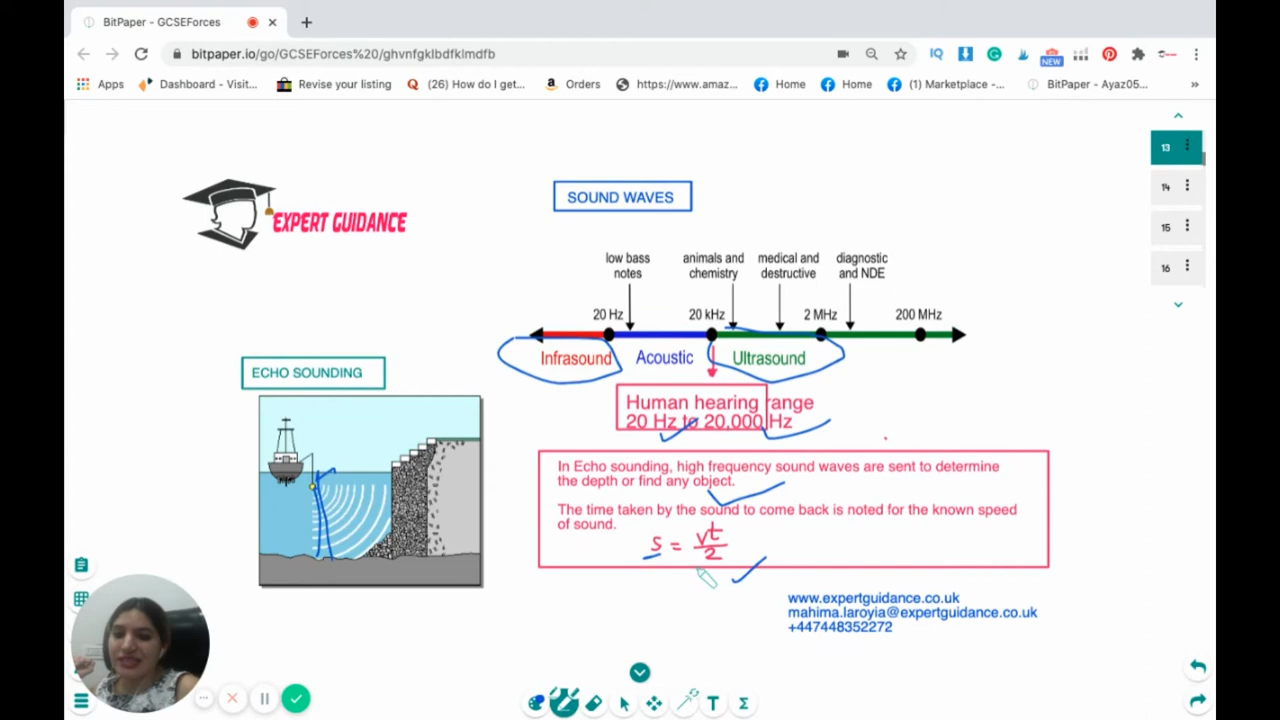 BitPaper - GCSEForces
bitpaper.io/go/GCSEForces%20/ghvnfgklbdfklmdfb
NEW
Apps
Dashboard - Visit...
Revise your listing
(26) How do I get...
Orders
https://www.amaz...
Home
Home
(1) Marketplace -...
BitPaper - Ayaz05...
13
14
15
16
EXPERT GUIDANCE
SOUND WAVES
low bass
notes
animals and
chemistry
medical and
destructive
diagnostic
and NDE
20 Hz
20 kHz
2 MHz
200 MHz
Infrasound
Acoustic
Ultrasound
Human hearing range
20 Hz to 20,000 Hz
ECHO SOUNDING
In Echo sounding, high frequency sound waves are sent to determine
the depth or find any object.
The time taken by the sound to come back is noted for the known speed
of sound.
s = vt/2
www.expertguidance.co.uk
mahima.laroyia@expertguidance.co.uk
+447448352272